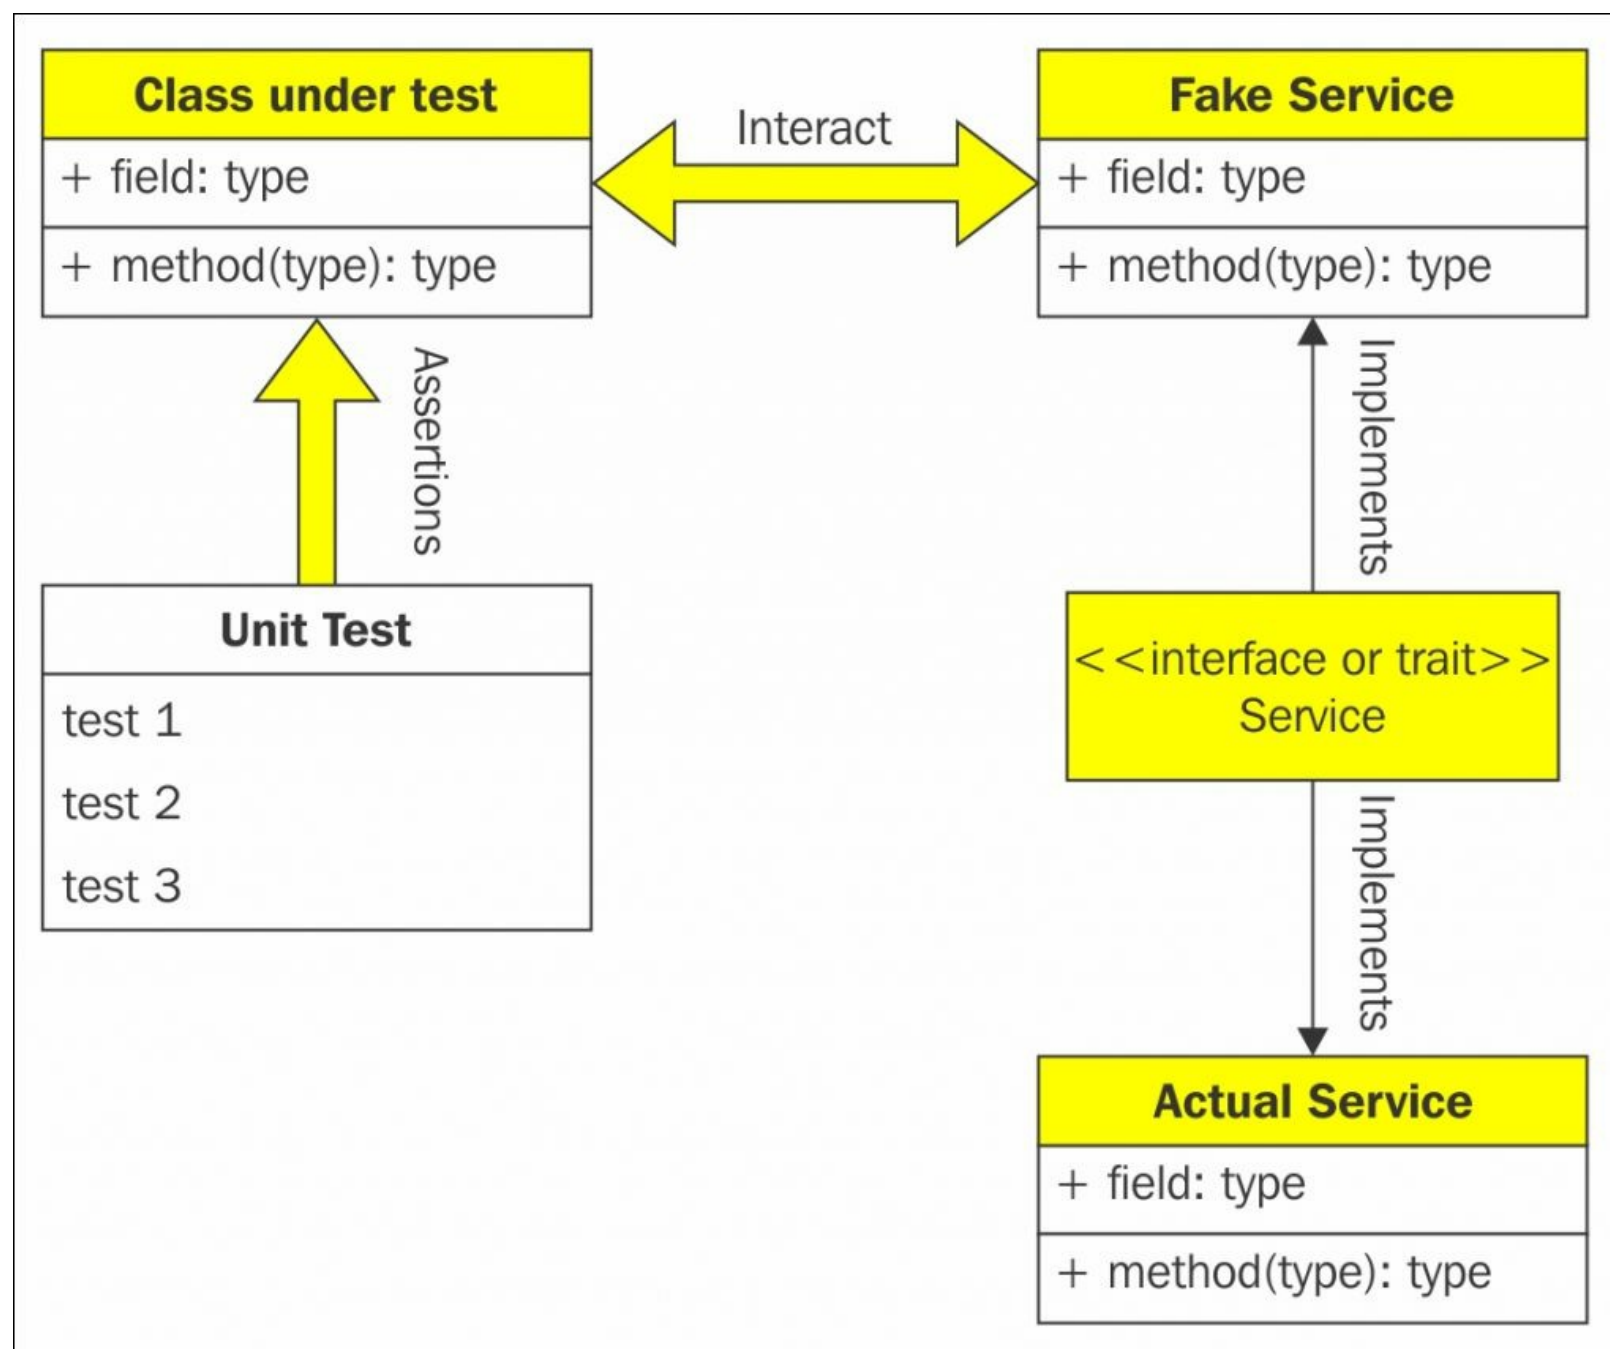 Class under test
+ field: type
+ method(type): type
Interact
Fake Service
+ field: type
+ method(type): type
Assertions
Implements
Unit Test
test 1
test 2
test 3
<<interface or trait>>
Service
Implements
Actual Service
+ field: type
+ method(type): type